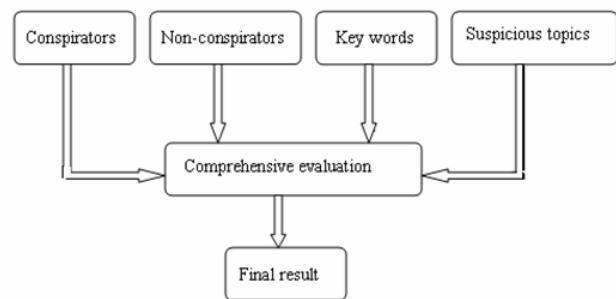 Conspirators
Non-conspirators
Key words
Suspicious topics
Comprehensive evaluation
Final result